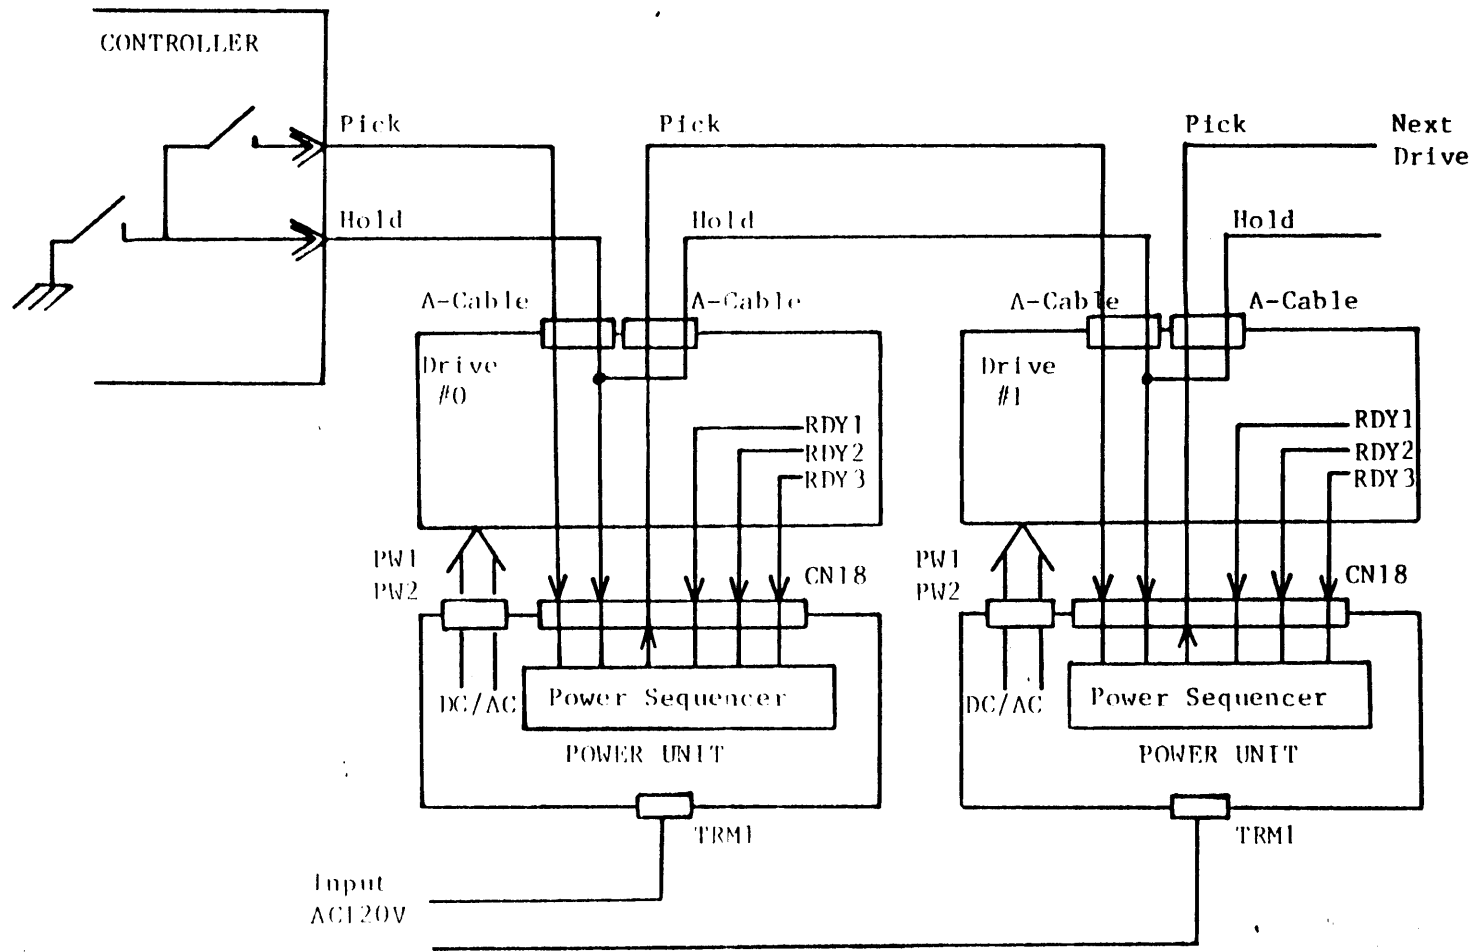 CONTROLLER
Pick
Pick
Pick
Next
Drive
Hold
Hold
Hold
A-Cable
A-Cable
A-Cable
A-Cable
Drive
#0
Drive
#1
RDY1
RDY2
RDY3
RDY1
RDY2
RDY3
PW1
PW2
CN18
PW1
PW2
CN18
DC/AC
Power Sequencer
DC/AC
Power Sequencer
POWER UNIT
POWER UNIT
TRM1
TRM1
Input
AC120V